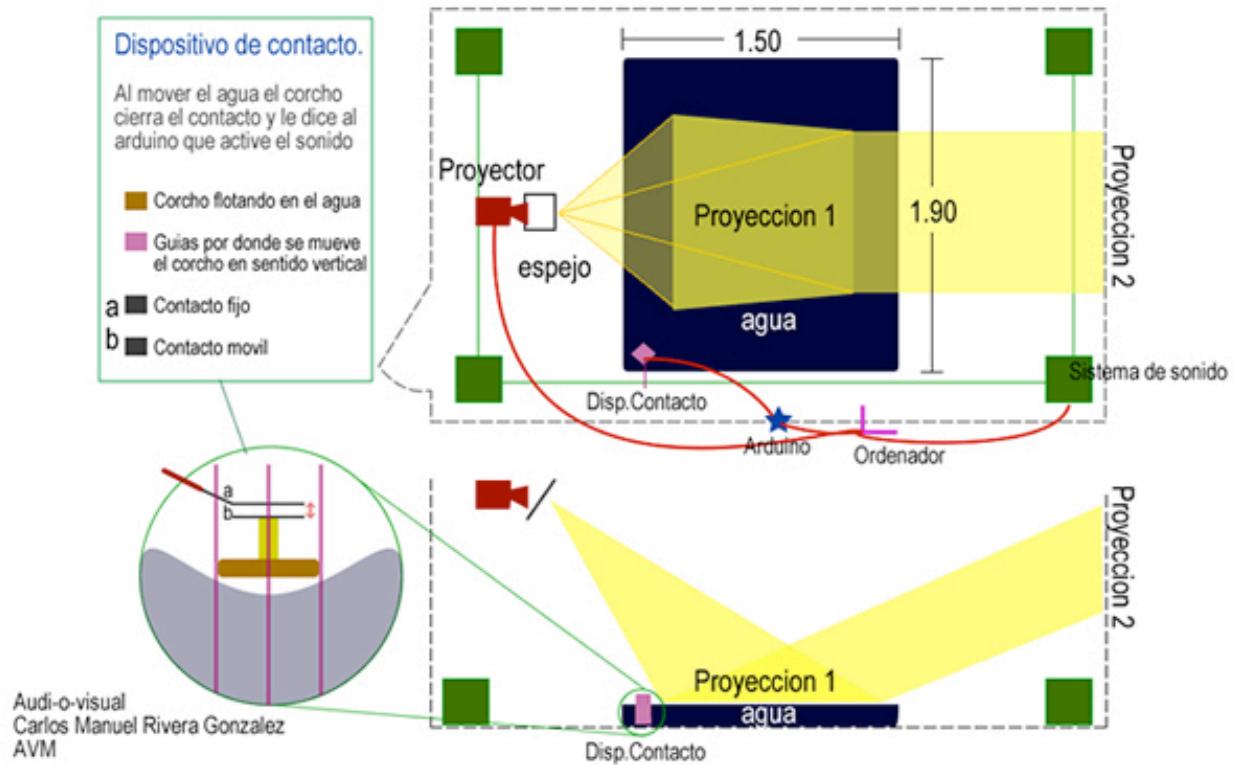 Dispositivo de contacto.
Al mover el agua el corcho
cierra el contacto y le dice al
arduino que active el sonido
Corcho flotando en el agua
Guias por donde se mueve
el corcho en sentido vertical
a Contacto fijo
b Contacto movil
1.50
Proyector
espejo
Proyeccion 1
1.90
agua
Proyeccion 2
Disp.Contacto
Sistema de sonido
Arduino
Ordenador
a
b
Proyeccion 1
agua
Proyeccion 2
Disp.Contacto
Audi-o-visual
Carlos Manuel Rivera Gonzalez
AVM